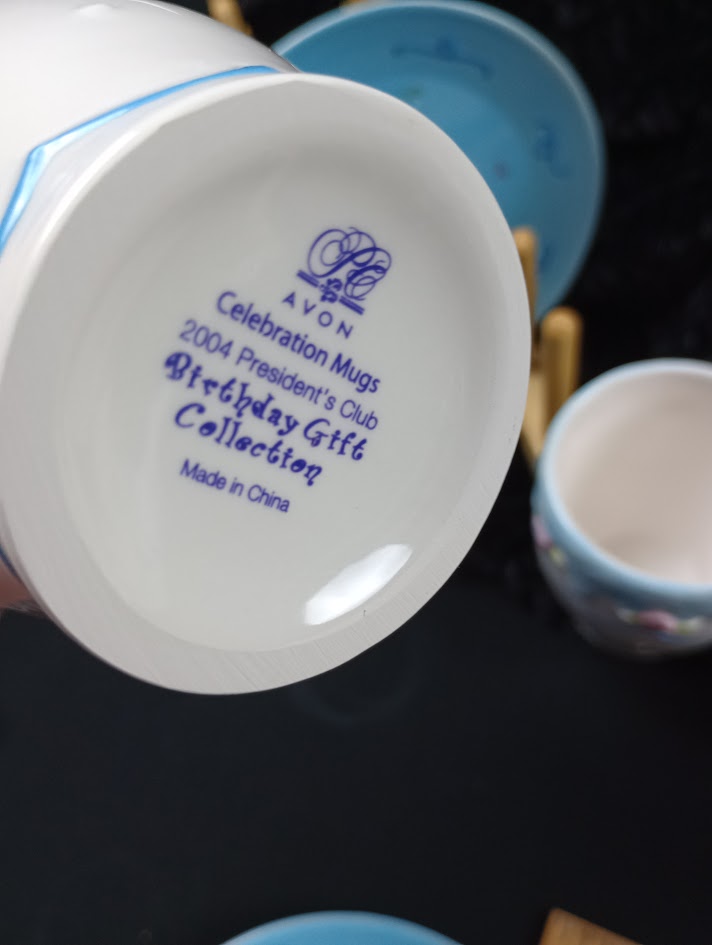 PC
AVON
Celebration Mugs
2004 President's Club
Birthday Gift
Collection
Made in China